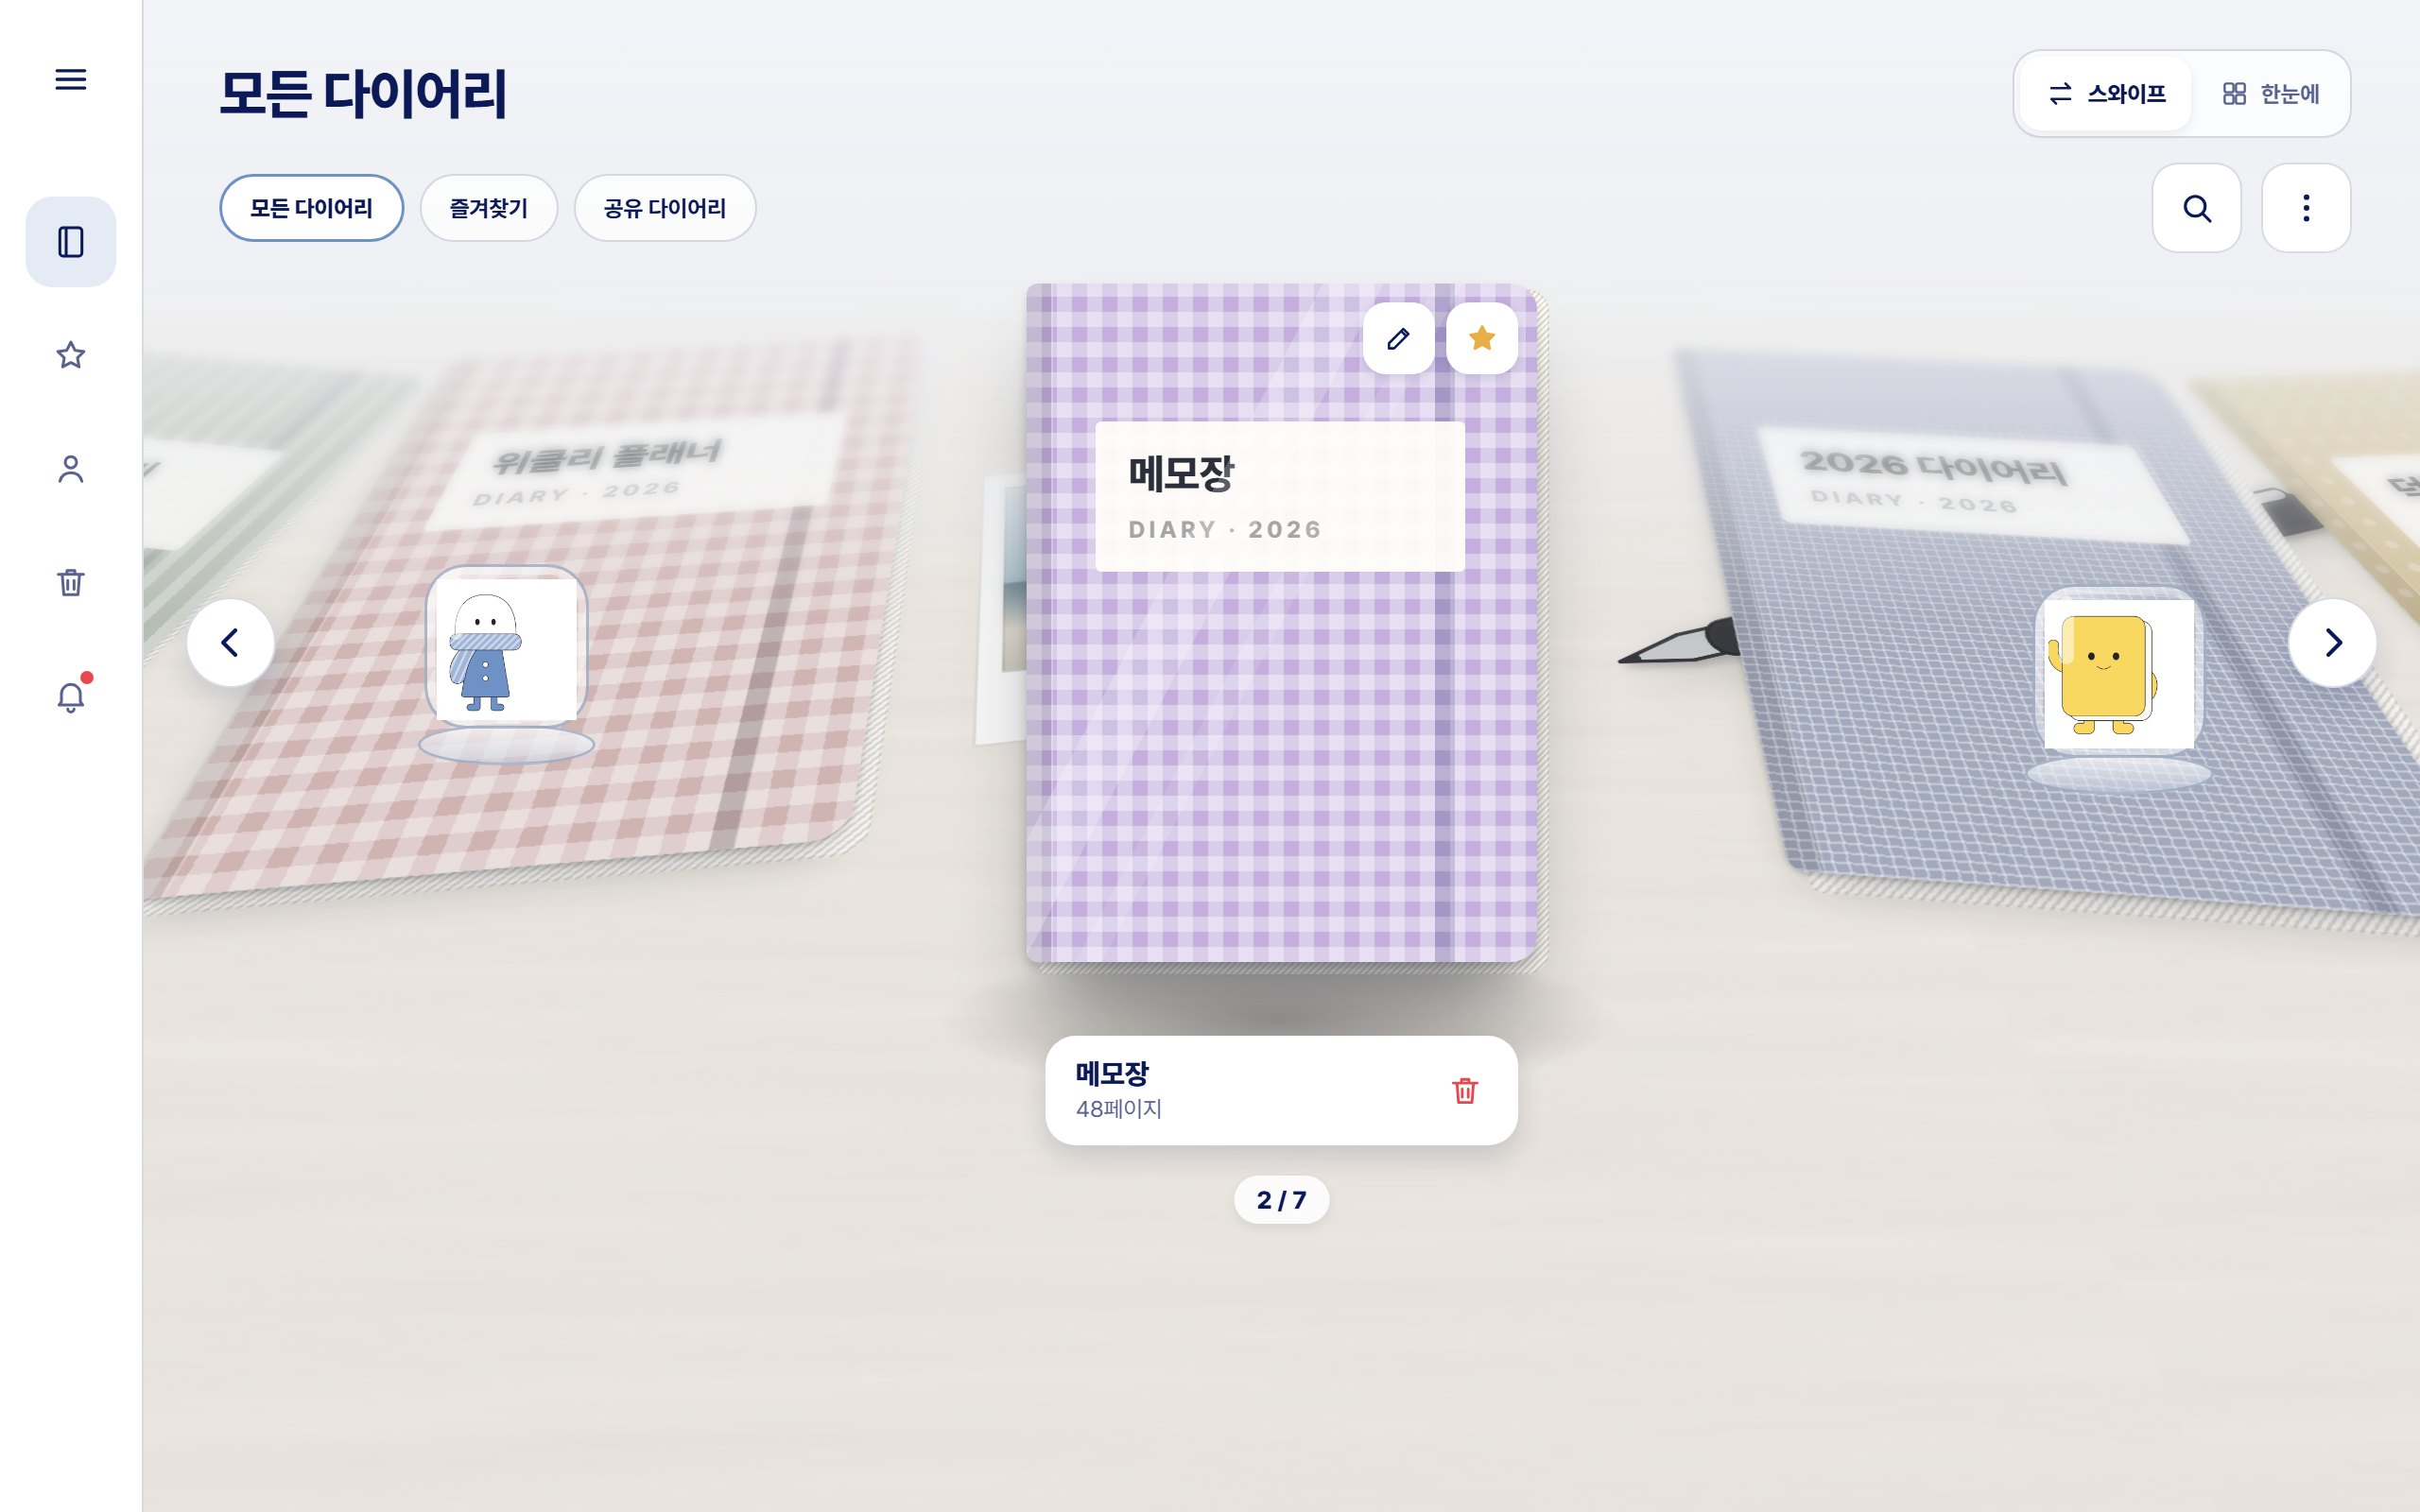 모든 다이어리
스와이프
한눈에
모든 다이어리
즐겨찾기
공유 다이어리
위클리 플래너
DIARY · 2026
메모장
DIARY · 2026
2026 다이어리
DIARY · 2026
메모장
48페이지
2 / 7